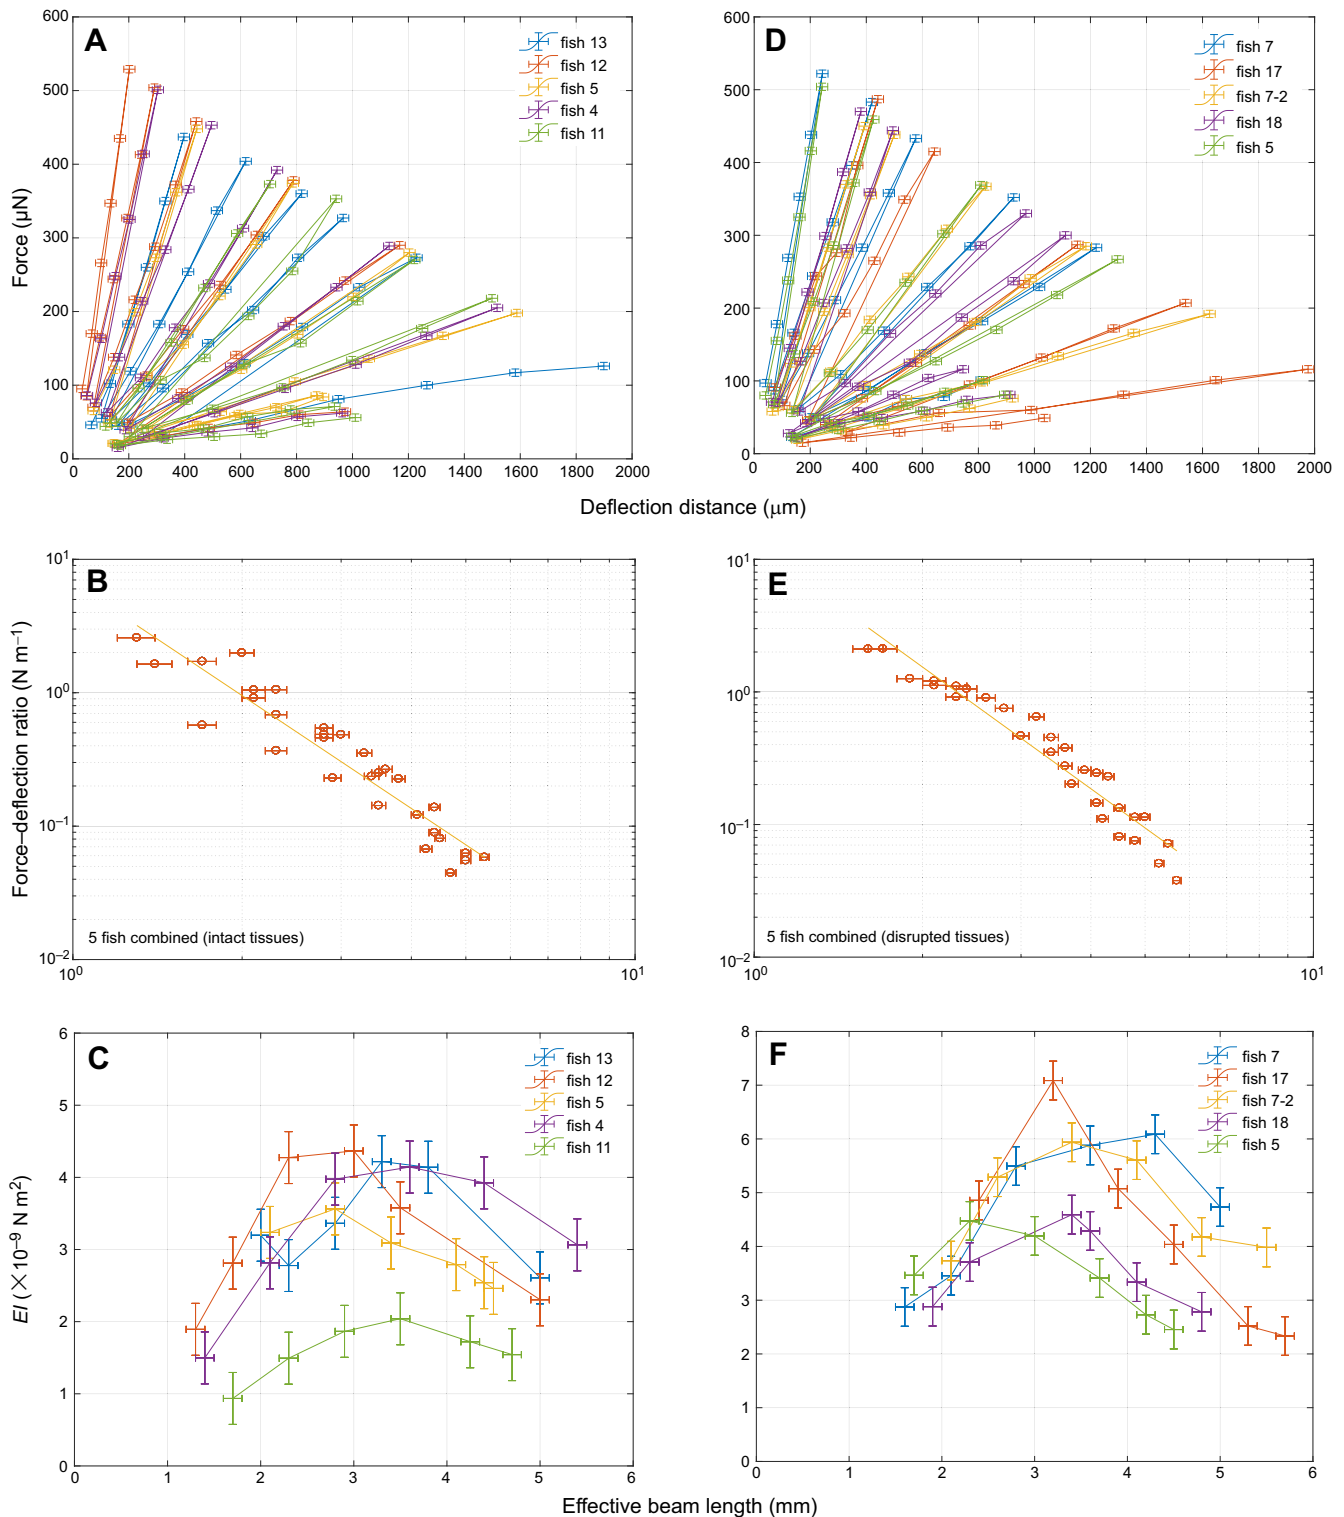 A
fish 13
fish 12
fish 5
fish 4
fish 11
600
500
400
300
200
100
0
0 200 400 600 800 1000 1200 1400 1600 1800 2000
Force (µN)
D
fish 7
fish 17
fish 7-2
fish 18
fish 5
600
500
400
300
200
100
0
0 200 400 600 800 1000 1200 1400 1600 1800 2000
Deflection distance (µm)
B
10¹
10⁰
10⁻¹
10⁻²
10⁰ 10¹
Force–deflection ratio (N m⁻¹)
5 fish combined (intact tissues)
E
10¹
10⁰
10⁻¹
10⁻²
10⁰ 10¹
5 fish combined (disrupted tissues)
C
fish 13
fish 12
fish 5
fish 4
fish 11
6
5
4
3
2
1
0
0 1 2 3 4 5 6
EI (×10⁻⁹ N m²)
F
fish 7
fish 17
fish 7-2
fish 18
fish 5
8
7
6
5
4
3
2
1
0
0 1 2 3 4 5 6
Effective beam length (mm)